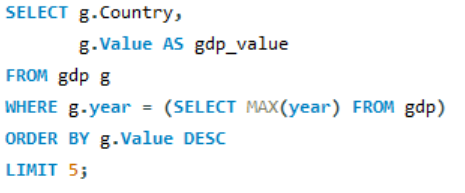 SELECT g.Country,
g.Value AS gdp_value
FROM gdp g
WHERE g.year = (SELECT MAX(year) FROM gdp)
ORDER BY g.Value DESC
LIMIT 5;